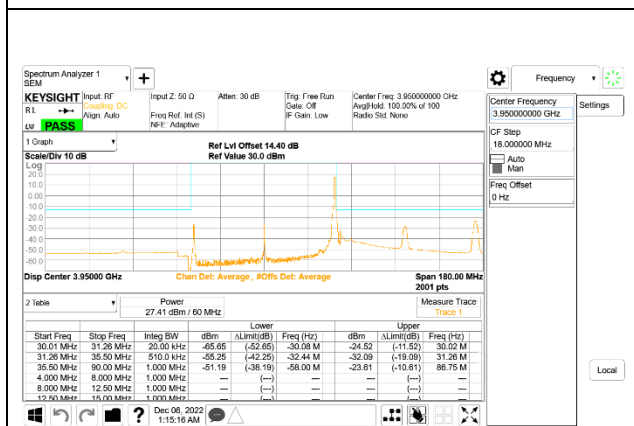 Spectrum Analyzer 1
SEM
Frequency
KEYSIGHT
Input: RF
Input Z: 50 Ω
Atten: 30 dB
Trig: Free Run
Center Freq: 3.950000000 GHz
R L
Coupling: DC
Gate: Off
Avg|Hold: 100.00% of 100
Align: Auto
Freq Ref: Int (S)
IF Gain: Low
Radio Std: None
NFE: Adaptive
PASS
Center Frequency
3.95000000 GHz
Settings
CF Step
18.000000 MHz
Auto
Man
Freq Offset
0 Hz
1 Graph
Ref Lvl Offset 14.40 dB
Scale/Div 10 dB
Ref Value 30.0 dBm
Log
20.0
10.0
0.00
-10.0
-20.0
-30.0
-40.0
-50.0
-60.0
Disp Center 3.95000 GHz
Chan Det: Average , #Offs Det: Average
Span 180.00 MHz
2001 pts
2 Table
Power
27.41 dBm / 60 MHz
Measure Trace
Trace 1
Lower Upper
Start Freq Stop Freq Integ BW dBm ΔLimit(dB) Freq (Hz) dBm ΔLimit(dB) Freq (Hz)
30.01 MHz 31.26 MHz 20.00 kHz -65.65 (-52.65) -30.08 M -24.52 (-11.52) 30.02 M
31.26 MHz 35.50 MHz 510.0 kHz -55.25 (-42.25) -32.44 M -32.09 (-19.09) 31.26 M
35.50 MHz 90.00 MHz 1.000 MHz -51.19 (-38.19) -58.00 M -23.61 (-10.61) 86.75 M
4.000 MHz 8.000 MHz 1.000 MHz --- (---) --- (---)
8.000 MHz 12.50 MHz 1.000 MHz --- (---) --- (---)
12.50 MHz 15.00 MHz 1.000 MHz --- (---) --- (---)
Local
?
Dec 06, 2022
1:15:16 AM